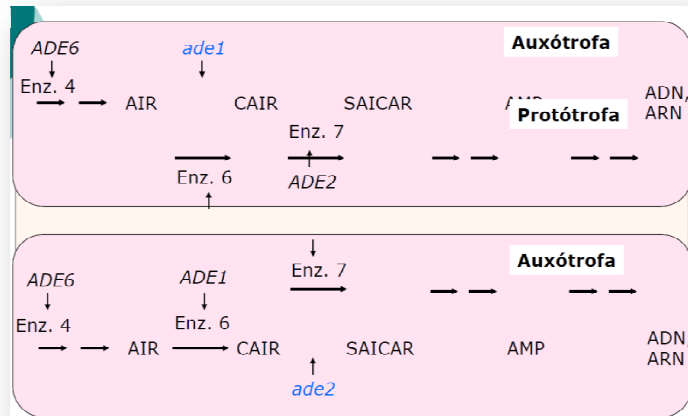 ADE6 ade1 Auxótrofa
Enz. 4
AIR CAIR SAICAR AMP ADN,
ARN
Protótrofa
Enz. 7
Enz. 6 ADE2
ADE6 ADE1 Enz. 7 Auxótrofa
Enz. 4 Enz. 6
AIR CAIR SAICAR AMP ADN,
ARN
ade2